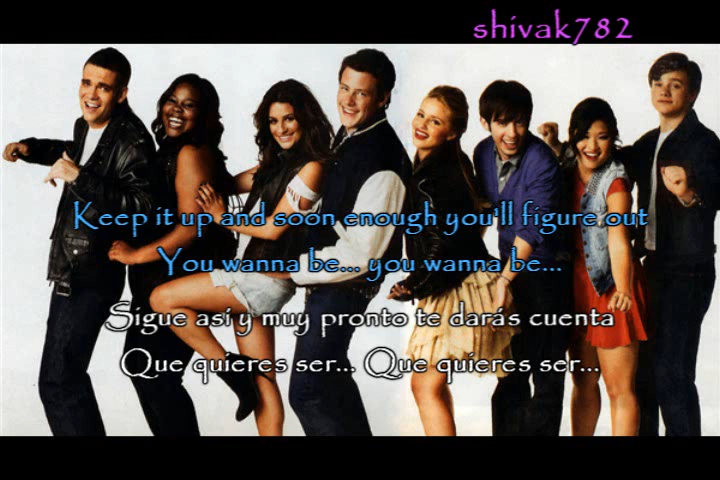 shivak782
Keep it up and soon enough you'll figure out
You wanna be... you wanna be...
Sigue así y muy pronto te darás cuenta
Que quieres ser... Que quieres ser...